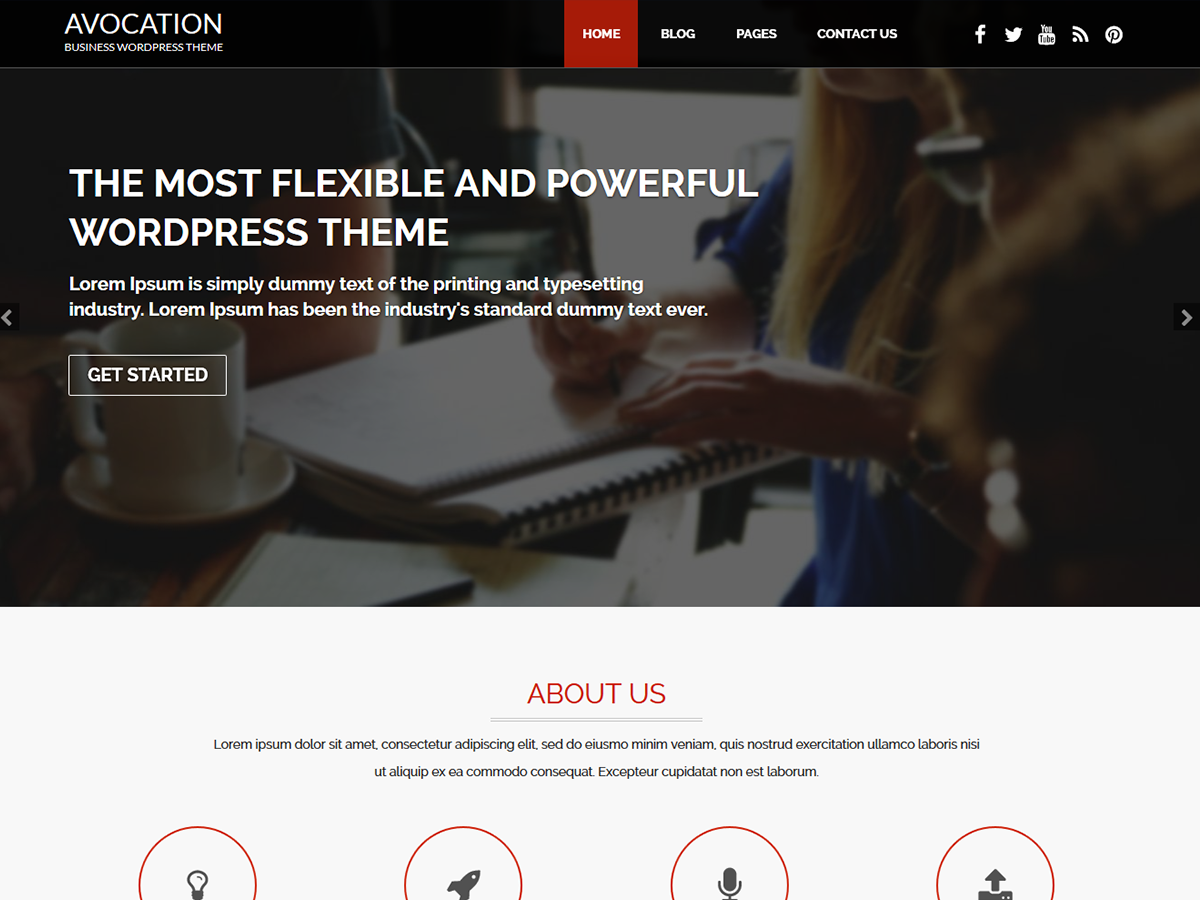 AVOCATION
BUSINESS WORDPRESS THEME
HOME BLOG PAGES CONTACT US
You
Tube
THE MOST FLEXIBLE AND POWERFUL
WORDPRESS THEME
Lorem Ipsum is simply dummy text of the printing and typesetting
industry. Lorem Ipsum has been the industry's standard dummy text ever.
GET STARTED
ABOUT US
Lorem ipsum dolor sit amet, consectetur adipiscing elit, sed do eiusmo minim veniam, quis nostrud exercitation ullamco laboris nisi
ut aliquip ex ea commodo consequat. Excepteur cupidatat non est laborum.